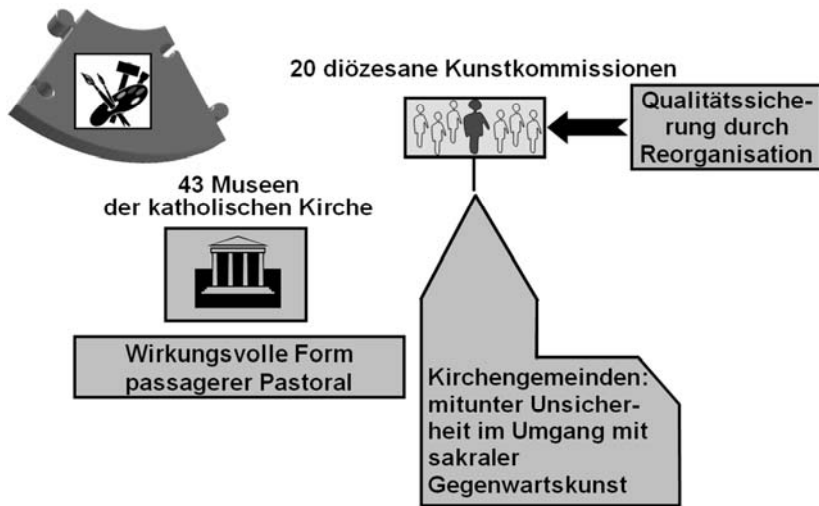 20 diözesane Kunstkommissionen
Qualitätssiche-
rung durch
Reorganisation
43 Museen
der katholischen Kirche
Wirkungsvolle Form
passagerer Pastoral
Kirchengemeinden:
mitunter Unsicher-
heit im Umgang mit
sakraler
Gegenwartskunst